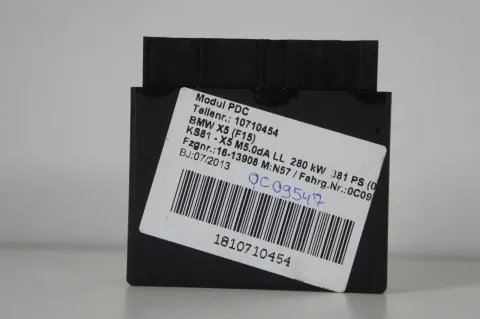 Modul PDC
Teilenr.: 10710454
BMW X5 (F15)
KS81 - X5 M5.0dA LL 280 kW 381 PS (0
Fzgnr.:16-13908 M:N57 / Fahrg.Nr.:0C09
BJ:07/2013
0C09547
1810710454